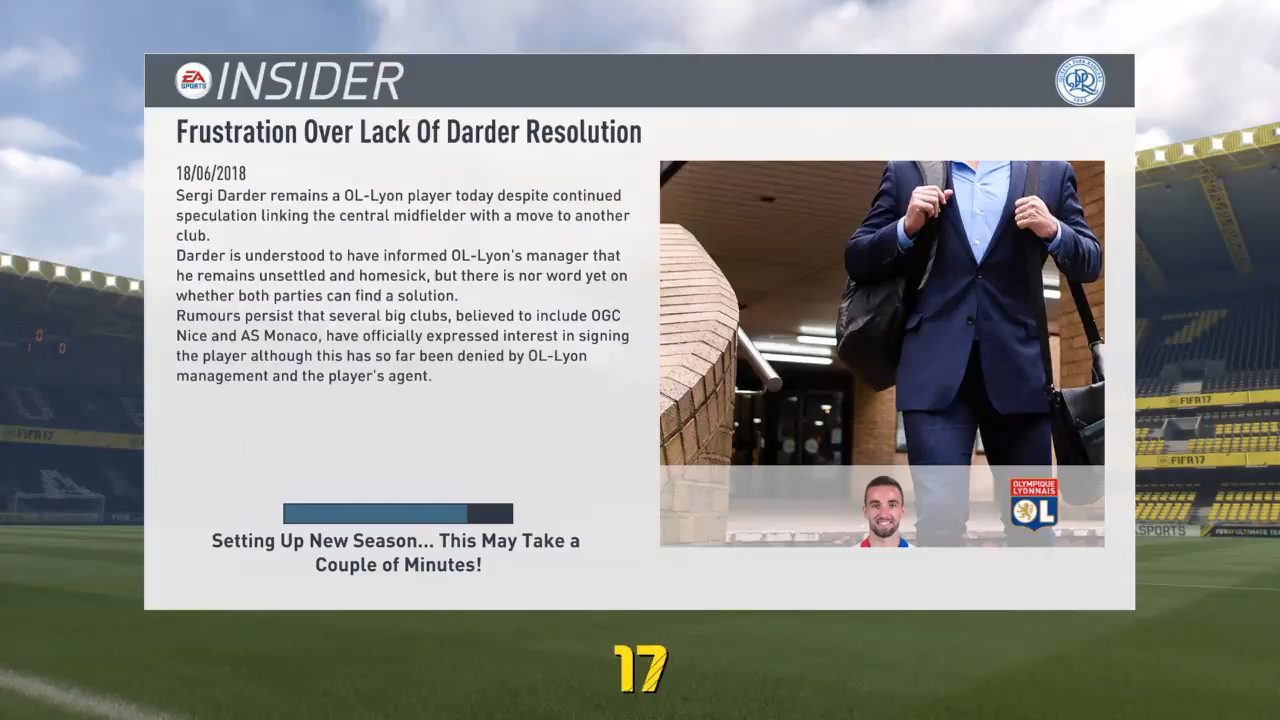 EA SPORTS INSIDER
Frustration Over Lack Of Darder Resolution
18/06/2018
Sergi Darder remains a OL-Lyon player today despite continued
speculation linking the central midfielder with a move to another
club.
Darder is understood to have informed OL-Lyon's manager that
he remains unsettled and homesick, but there is nor word yet on
whether both parties can find a solution.
Rumours persist that several big clubs, believed to include OGC
Nice and AS Monaco, have officially expressed interest in signing
the player although this has so far been denied by OL-Lyon
management and the player's agent.
OLYMPIQUE
LYONNAIS
OL
Setting Up New Season... This May Take a
Couple of Minutes!
FIFA17
FIFA17
FIFA17
SPORTS
17